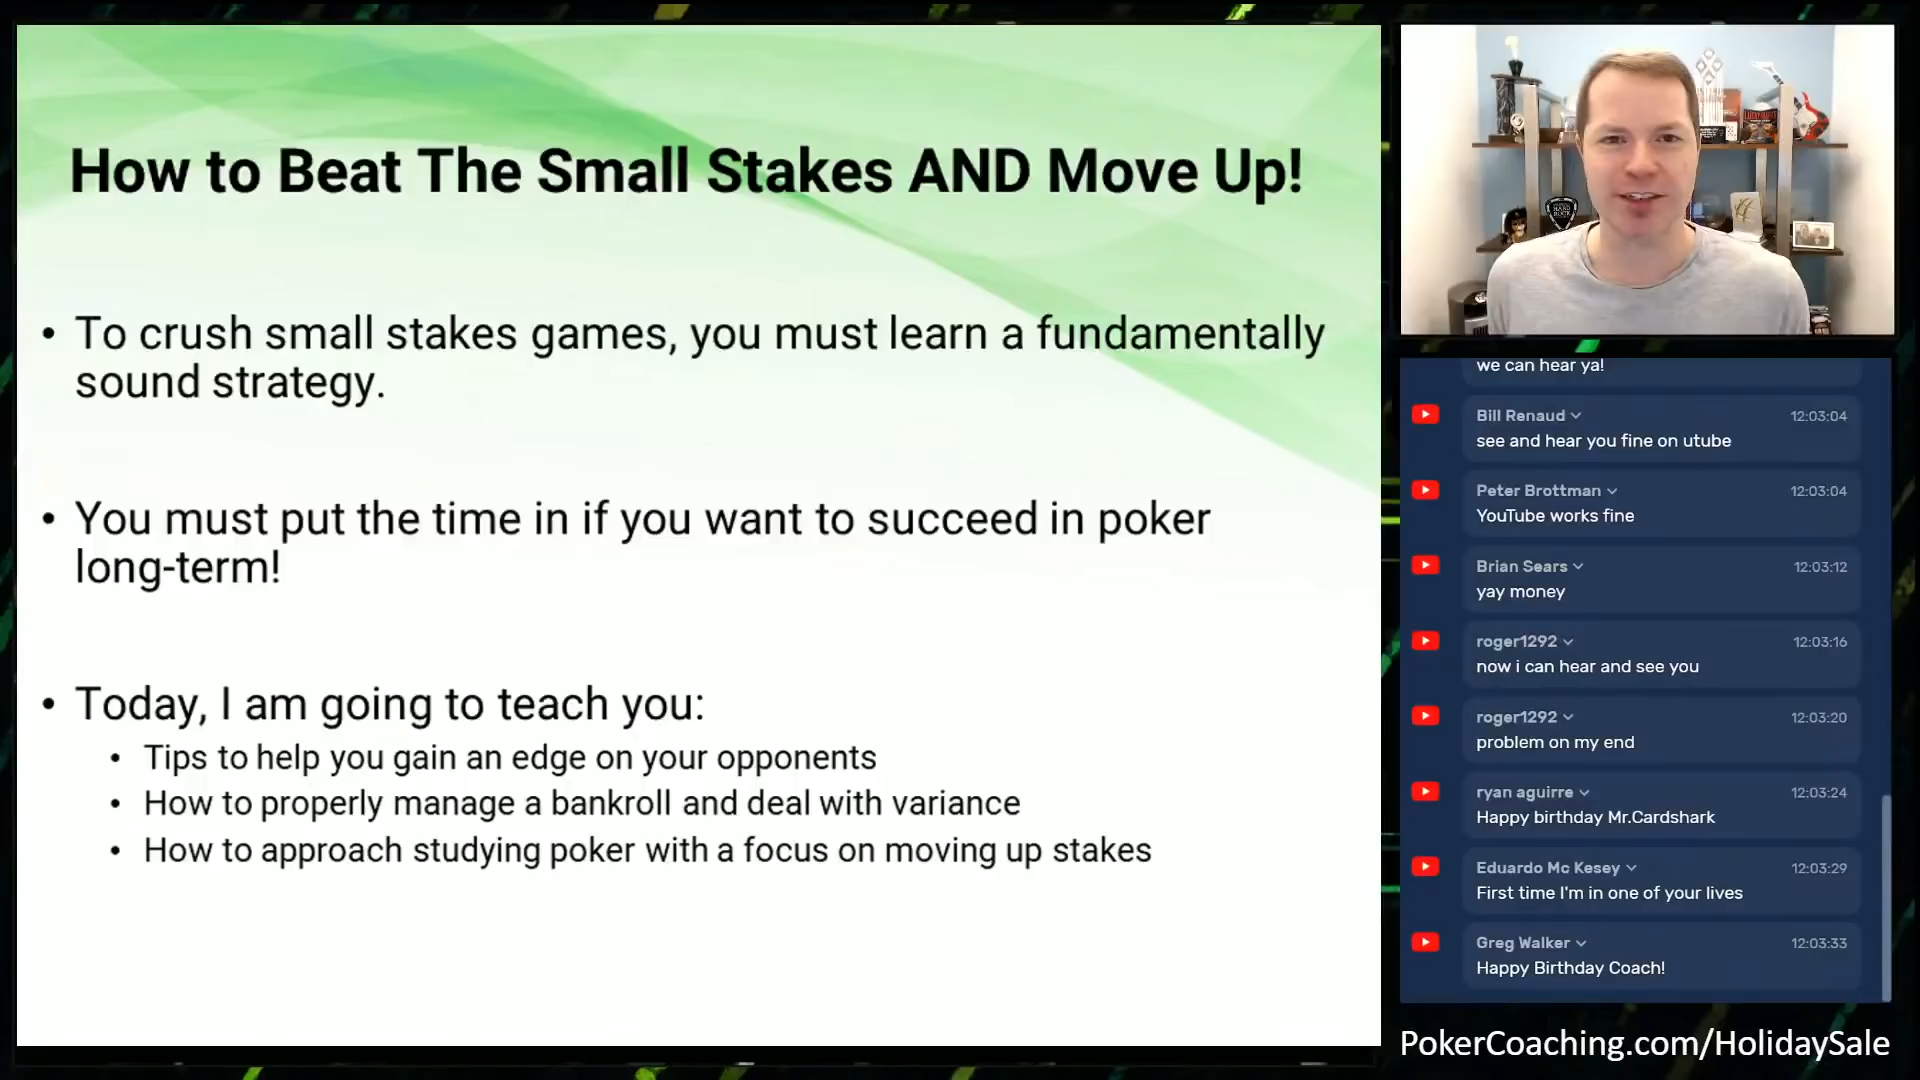 How to Beat The Small Stakes AND Move Up!
• To crush small stakes games, you must learn a fundamentally
sound strategy.
• You must put the time in if you want to succeed in poker
long-term!
• Today, I am going to teach you:
• Tips to help you gain an edge on your opponents
• How to properly manage a bankroll and deal with variance
• How to approach studying poker with a focus on moving up stakes
we can hear ya!
Bill Renaud 12:03:04
see and hear you fine on utube
Peter Brottman 12:03:04
YouTube works fine
Brian Sears 12:03:12
yay money
roger1292 12:03:16
now i can hear and see you
roger1292 12:03:20
problem on my end
ryan aguirre 12:03:24
Happy birthday Mr.Cardshark
Eduardo Mc Kesey 12:03:29
First time I'm in one of your lives
Greg Walker 12:03:33
Happy Birthday Coach!
PokerCoaching.com/HolidaySale